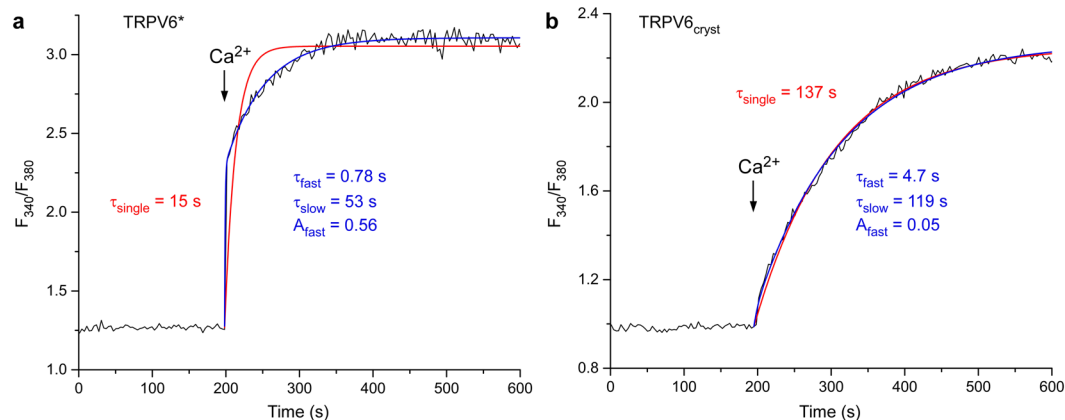 a
TRPV6*
3.0
2.5
2.0
1.5
1.0
F340/F380
Ca2+
τsingle = 15 s
τfast = 0.78 s
τslow = 53 s
Afast = 0.56
0 100 200 300 400 500 600
Time (s)
b
TRPV6cryst
2.4
2.0
1.6
1.2
0.8
F340/F380
τsingle = 137 s
Ca2+
τfast = 4.7 s
τslow = 119 s
Afast = 0.05
0 100 200 300 400 500 600
Time (s)